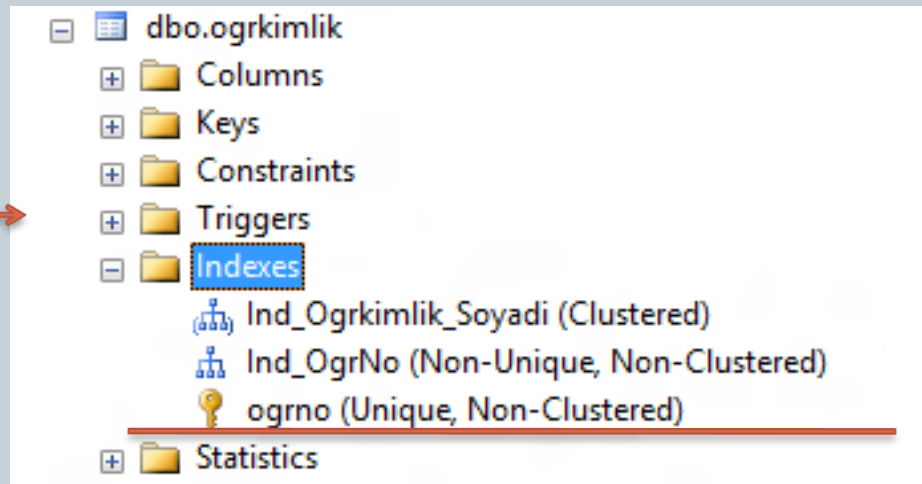 dbo.ogrkimlik
Columns
Keys
Constraints
Triggers
Indexes
Ind_Ogrkimlik_Soyadi (Clustered)
Ind_OgrNo (Non-Unique, Non-Clustered)
ogrno (Unique, Non-Clustered)
Statistics